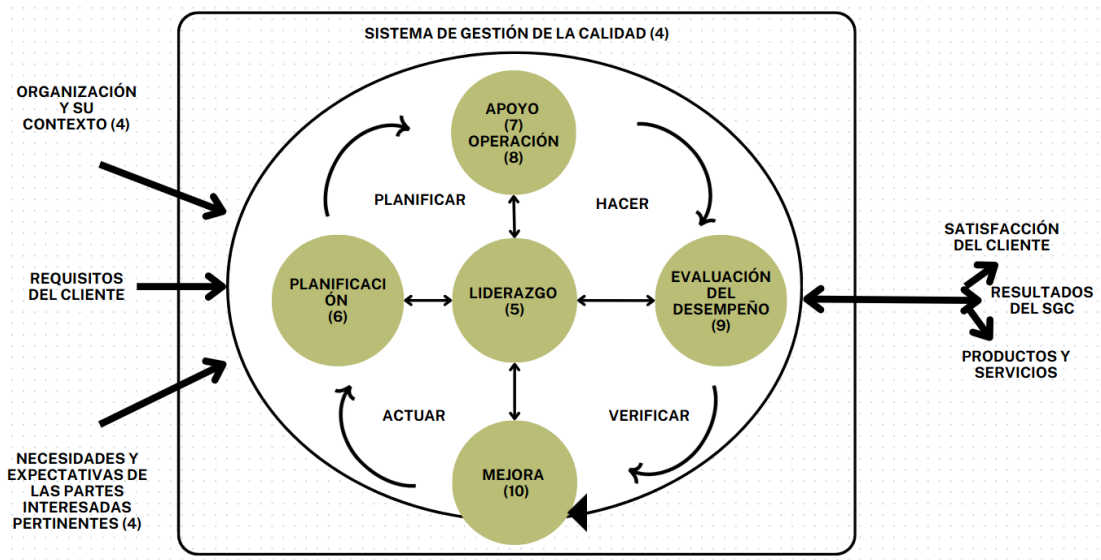 SISTEMA DE GESTIÓN DE LA CALIDAD (4)
ORGANIZACIÓN
Y SU
CONTEXTO (4)
REQUISITOS
DEL CLIENTE
NECESIDADES Y
EXPECTATIVAS DE
LAS PARTES
INTERESADAS
PERTINENTES (4)
APOYO
(7)
OPERACIÓN
(8)
PLANIFICAR
HACER
PLANIFICACI
ÓN
(6)
LIDERAZGO
(5)
EVALUACIÓN
DEL
DESEMPEÑO
(9)
ACTUAR
VERIFICAR
MEJORA
(10)
SATISFACCIÓN
DEL CLIENTE
RESULTADOS
DEL SGC
PRODUCTOS Y
SERVICIOS